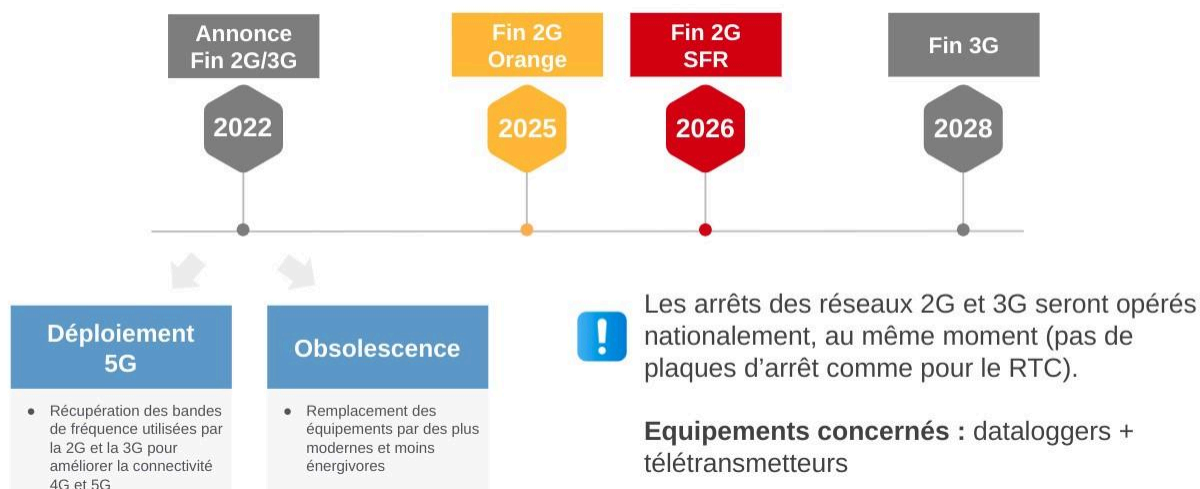 Annonce
Fin 2G/3G
Fin 2G
Orange
Fin 2G
SFR
Fin 3G
2022
2025
2026
2028
Déploiement
5G
Obsolescence
● Récupération des bandes
de fréquence utilisées par
la 2G et la 3G pour
améliorer la connectivité
4G et 5G
● Remplacement des
équipements par des plus
modernes et moins
énergivores
Les arrêts des réseaux 2G et 3G seront opérés
nationalement, au même moment (pas de
plaques d’arrêt comme pour le RTC).
Equipements concernés : dataloggers +
télétransmetteurs